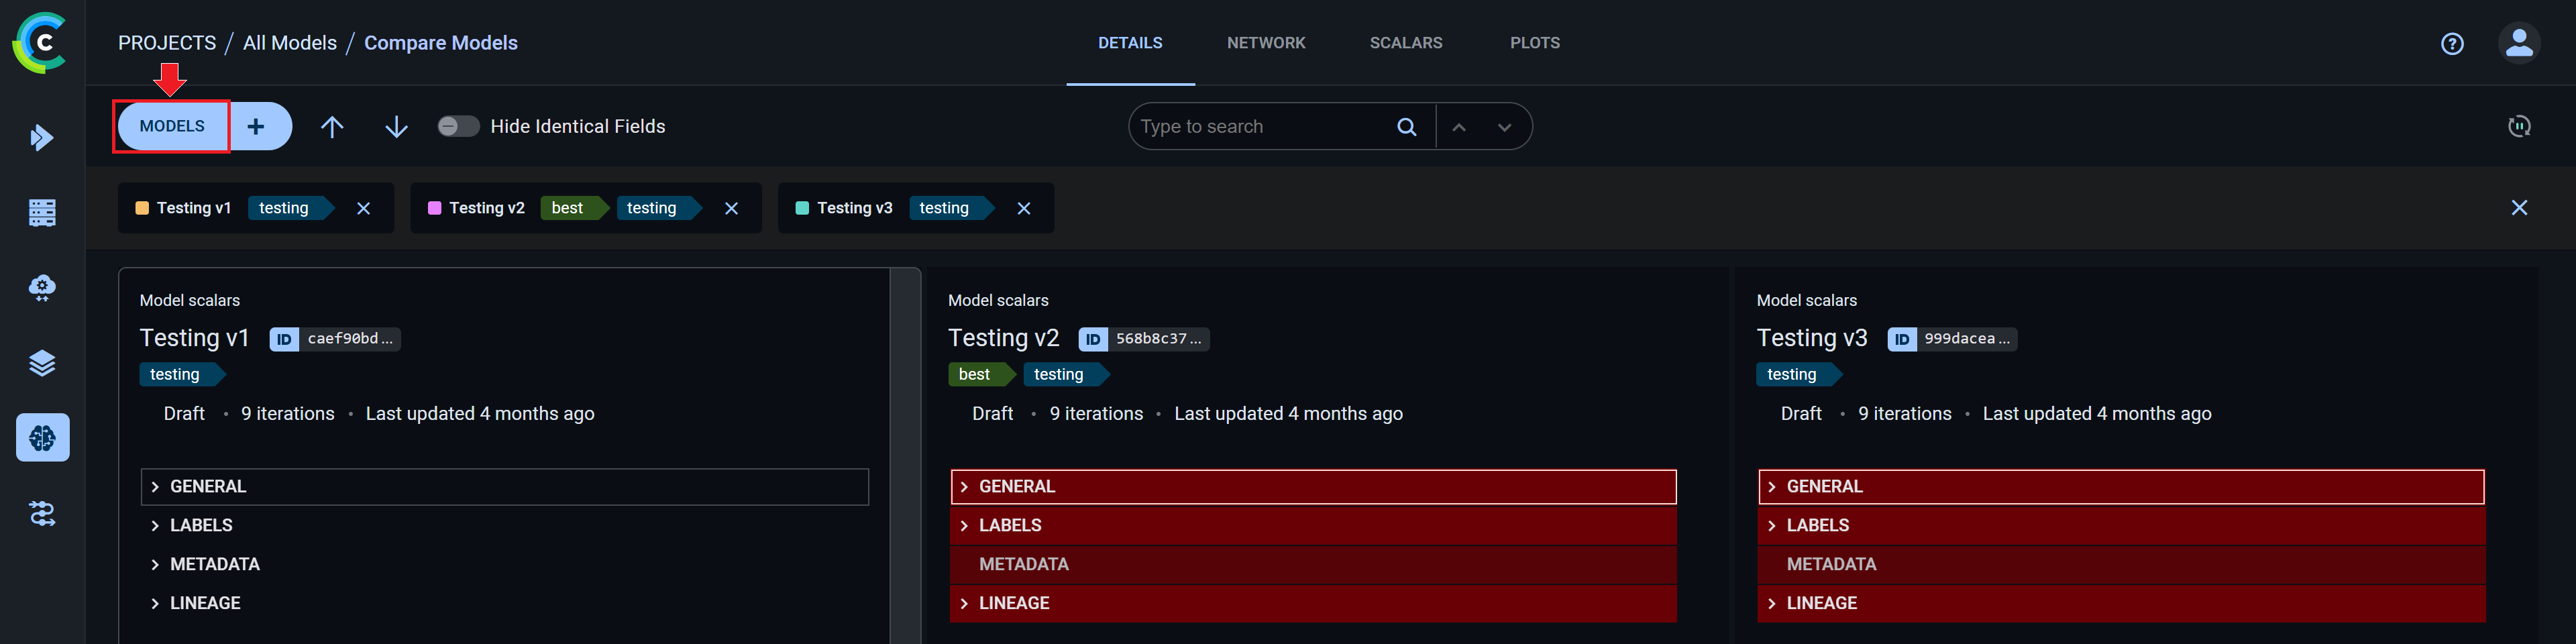 PROJECTS / All Models / Compare Models
DETAILS NETWORK SCALARS PLOTS
MODELS + Hide Identical Fields Type to search
Testing v1 testing Testing v2 best testing Testing v3 testing
Model scalars
Testing v1 ID caef90bd...
testing
Draft • 9 iterations • Last updated 4 months ago
GENERAL
LABELS
METADATA
LINEAGE
Model scalars
Testing v2 ID 568b8c37...
best testing
Draft • 9 iterations • Last updated 4 months ago
GENERAL
LABELS
METADATA
LINEAGE
Model scalars
Testing v3 ID 999dacea...
testing
Draft • 9 iterations • Last updated 4 months ago
GENERAL
LABELS
METADATA
LINEAGE